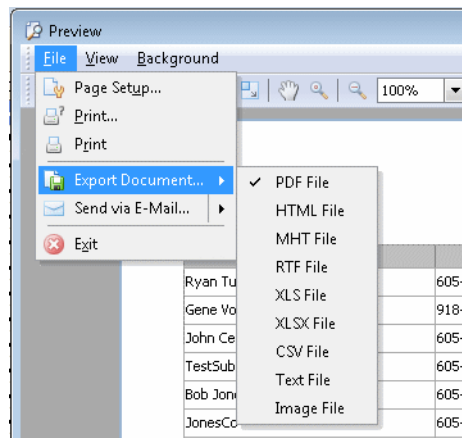 Preview
File View Background
Page Setup...
100%
Print...
Print
Export Document...
PDF File
Send via E-Mail...
HTML File
Exit
MHT File
RTF File
XLS File
XLSX File
CSV File
Text File
Image File
Ryan Tu 605-
Gene Vo 918-
John Ce 605-
TestSub 605-
Bob Jon 605-
JonesCo 605-